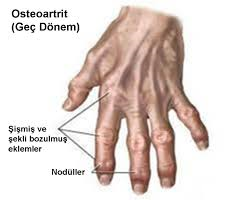 Osteoartrit
(Geç Dönem)
Şişmiş ve
şekli bozulmuş
eklemler
Nodüller